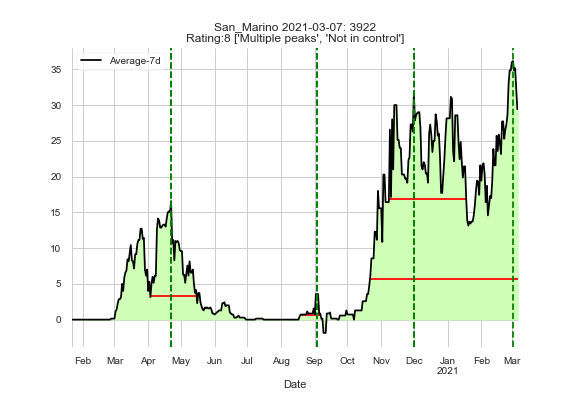 San_Marino 2021-03-07: 3922
Rating:8 ['Multiple peaks', 'Not in control']
Average-7d
35
30
25
20
15
10
5
0
Feb Mar Apr May Jun Jul Aug Sep Oct Nov Dec Jan Feb Mar
2021
Date